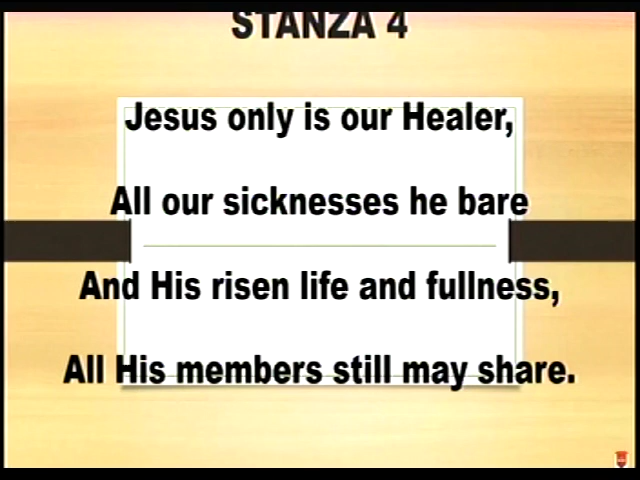 STANZA 4
Jesus only is our Healer,
All our sicknesses he bare
And His risen life and fullness,
All His members still may share.